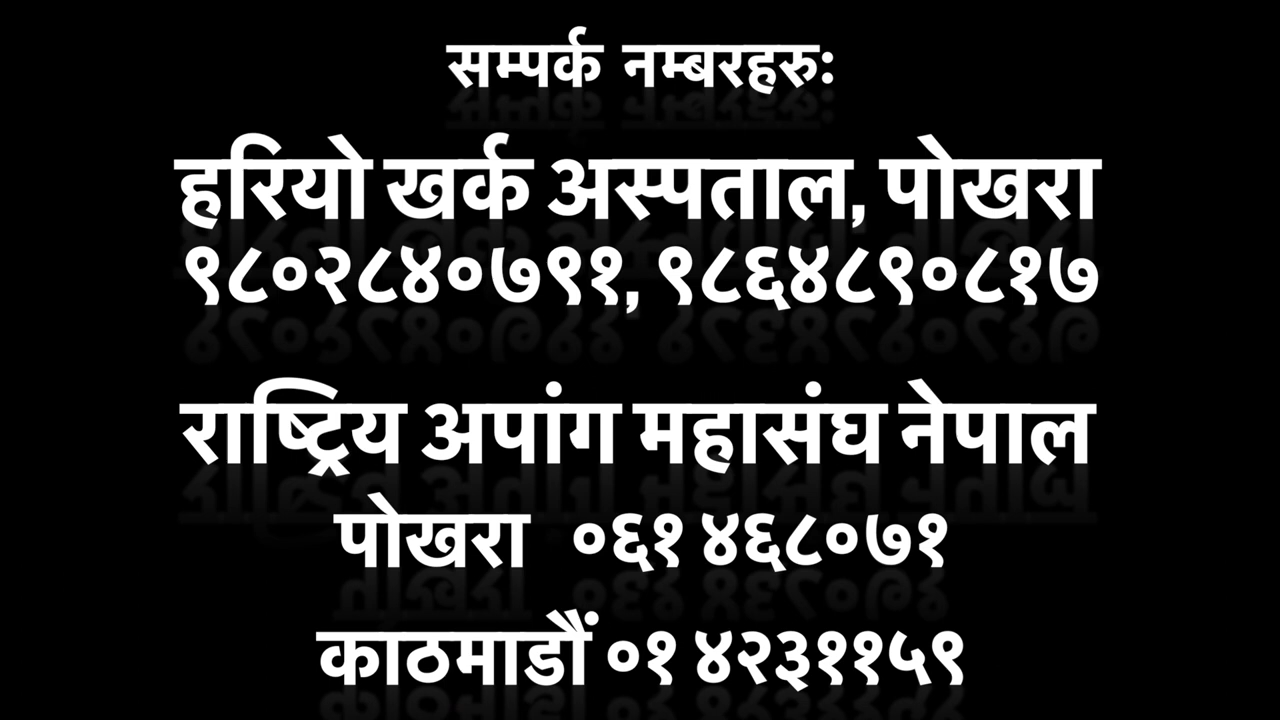 सम्पर्क नम्बरहरुः
हरियो खर्क अस्पताल, पोखरा
९८०२८४०७९१, ९८६४८९०८१७
राष्ट्रिय अपांग महासंघ नेपाल
पोखरा ०६१ ४६८०७१
काठमाडौं ०१ ४२३११५९